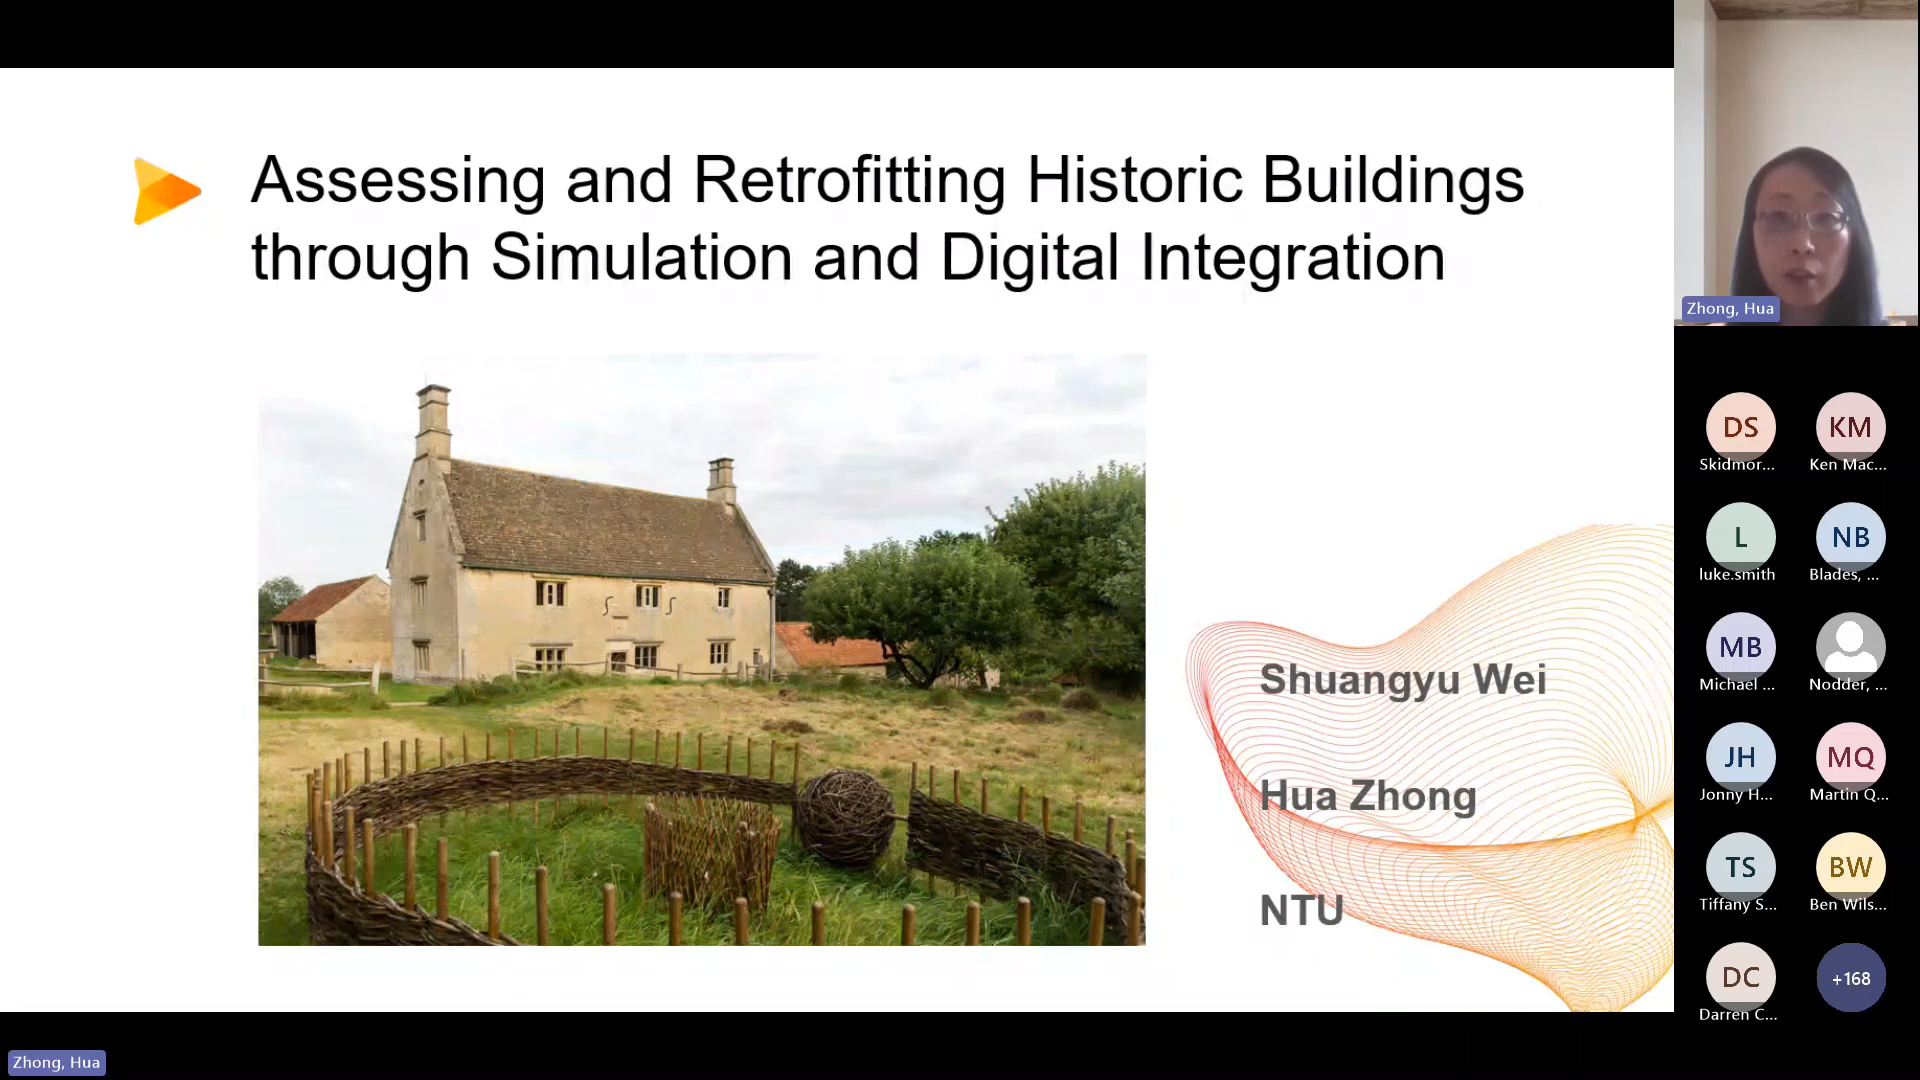 Assessing and Retrofitting Historic Buildings
through Simulation and Digital Integration
Shuangyu Wei
Hua Zhong
NTU
Zhong, Hua
DS
Skidmor...
KM
Ken Mac...
L
luke.smith
NB
Blades, ...
MB
Michael ...
Nodder, ...
JH
Jonny H...
MQ
Martin Q...
TS
Tiffany S...
BW
Ben Wils...
DC
Darren C...
+168
Zhong, Hua